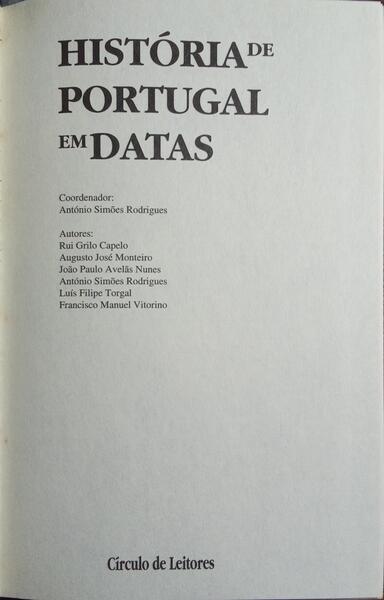 HISTÓRIA DE
PORTUGAL
EM DATAS
Coordenador:
António Simões Rodrigues
Autores:
Rui Grilo Capelo
Augusto José Monteiro
João Paulo Avelãs Nunes
António Simões Rodrigues
Luís Filipe Torgal
Francisco Manuel Vitorino
Círculo de Leitores